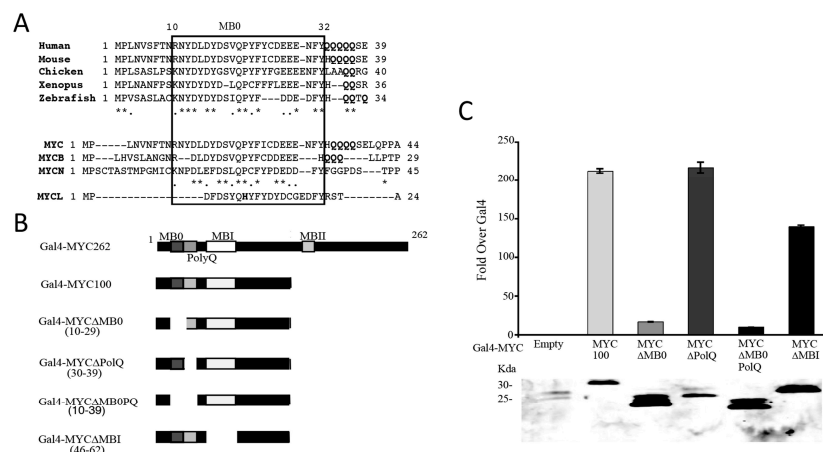 A
10 MB0 32
Human 1 MPLNVSFTNRNYDLDYDSVQPYFYCDEEE-NFYQQQQQSE 39
Mouse 1 MPLNVNFTNRNYDLDYDSVQPYFICDEEE-NFYHQQQQSE 39
Chicken 1 MPLSASLPSKNYDYDYDSVQPYFYFEEEEENFYLAAQQRG 40
Xenopus 1 MPLNANFPSKNYDYDYD-LQPCFFFLEEE-NFYH--QQSR 36
Zebrafish 1 MPVSASLACKNYDYDYDSIQPYF---DDE-DFYH--QQTQ 34
MYC 1 MP-----LNVNFTNRNYDLDYDSVQPYFICDEEE-NFYHQQQQSELQPPA 44
MYCB 1 MP---LHVSLANGNR--DLDYDSVQPYFYCDDEEE---HQQQ---LLPTP 29
MYCN 1 MPSCTASTMPGMICKNPDLEFDSLQPCFYPDEDD-FYFGGPDS--TPP 45
MYCL 1 MP---------------DFDSYQHYFYDYDCGEDFYRST------A 24
B
1 MB0 MBI MBII 262
Gal4-MYC262
PolyQ
Gal4-MYC100
Gal4-MYCΔMB0
(10-29)
Gal4-MYCΔPolQ
(30-39)
Gal4-MYCΔMB0PQ
(10-39)
Gal4-MYCΔMBI
(46-62)
C
250
200
150
100
50
0
Fold Over Gal4
Gal4-MYC Empty MYC 100 MYC ΔMB0 MYC ΔPolQ MYC ΔMB0 PolQ MYC ΔMBI
Kda
30-
25-